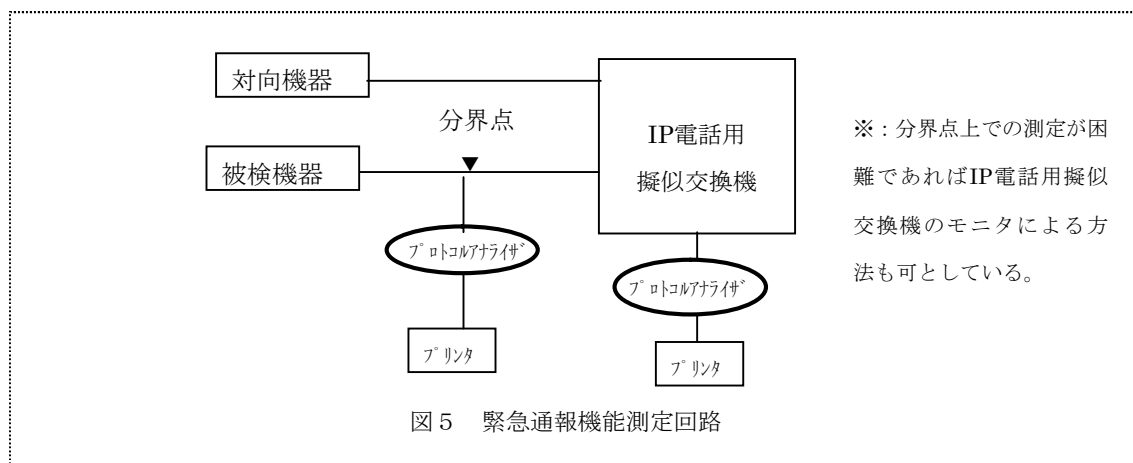 対向機器
分界点
被検機器
IP電話用
擬似交換機
プロトコルアナライザ
プロトコルアナライザ
プリンタ
プリンタ
※：分界点上での測定が困
難であればIP電話用擬似
交換機のモニタによる方
法も可としている。
図５　緊急通報機能測定回路